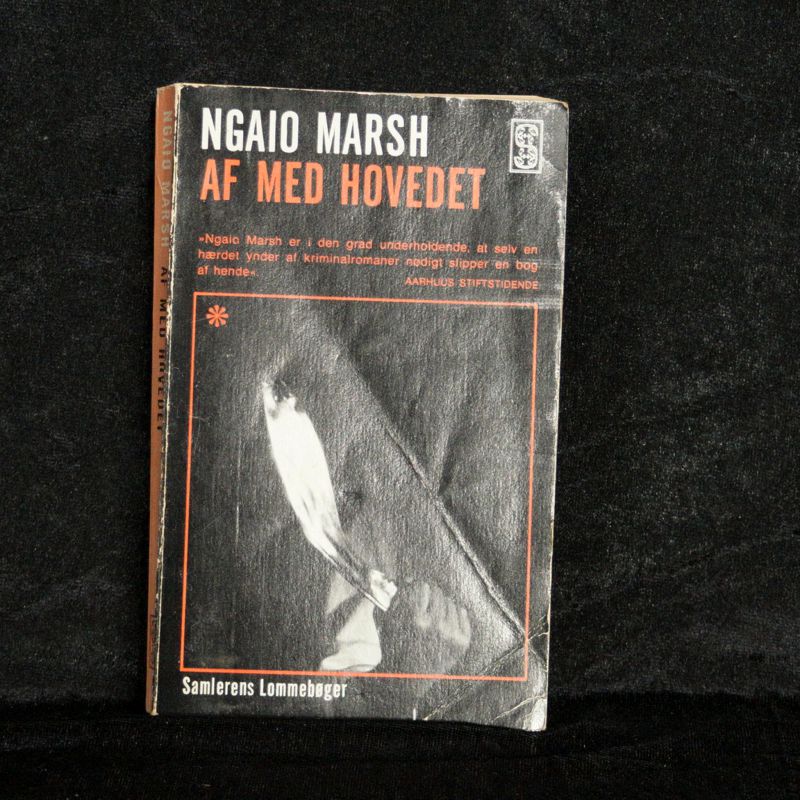 NGAIO MARSH
AF MED HOVEDET
»Ngaio Marsh er i den grad underholdende, at selv en
hærdet ynder af kriminalromaner nødigt slipper en bog
af hende«.
AARHUUS STIFTSTIDENDE
Samlerens Lommebøger
NGAIO MARSH AF MED HOVEDET